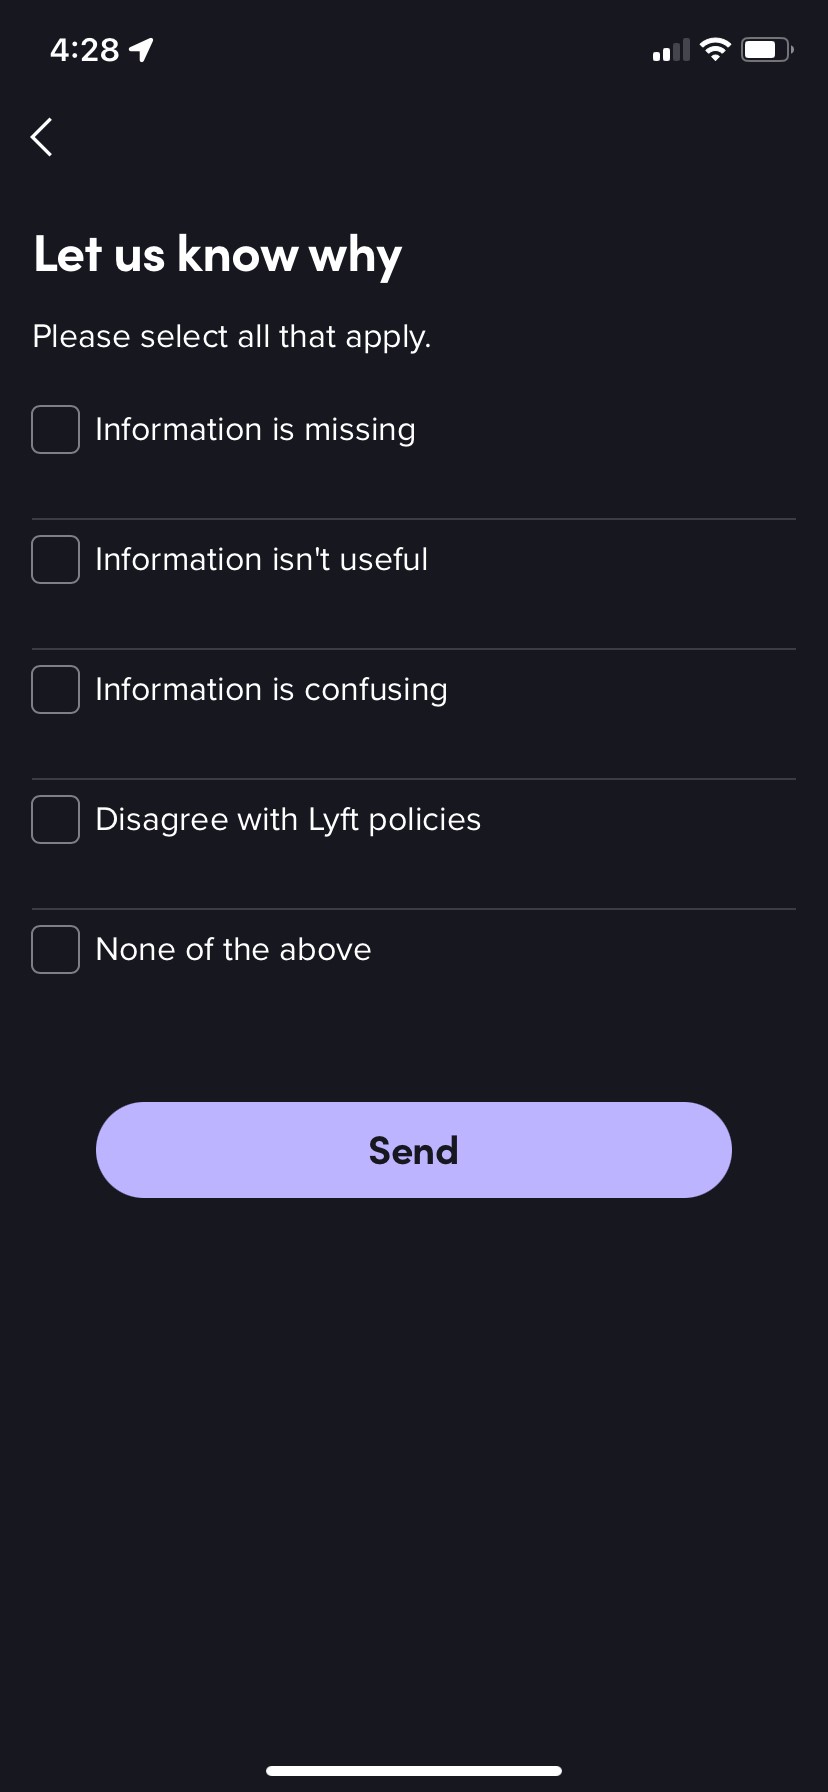 4:28
Let us know why
Please select all that apply.
Information is missing
Information isn't useful
Information is confusing
Disagree with Lyft policies
None of the above
Send